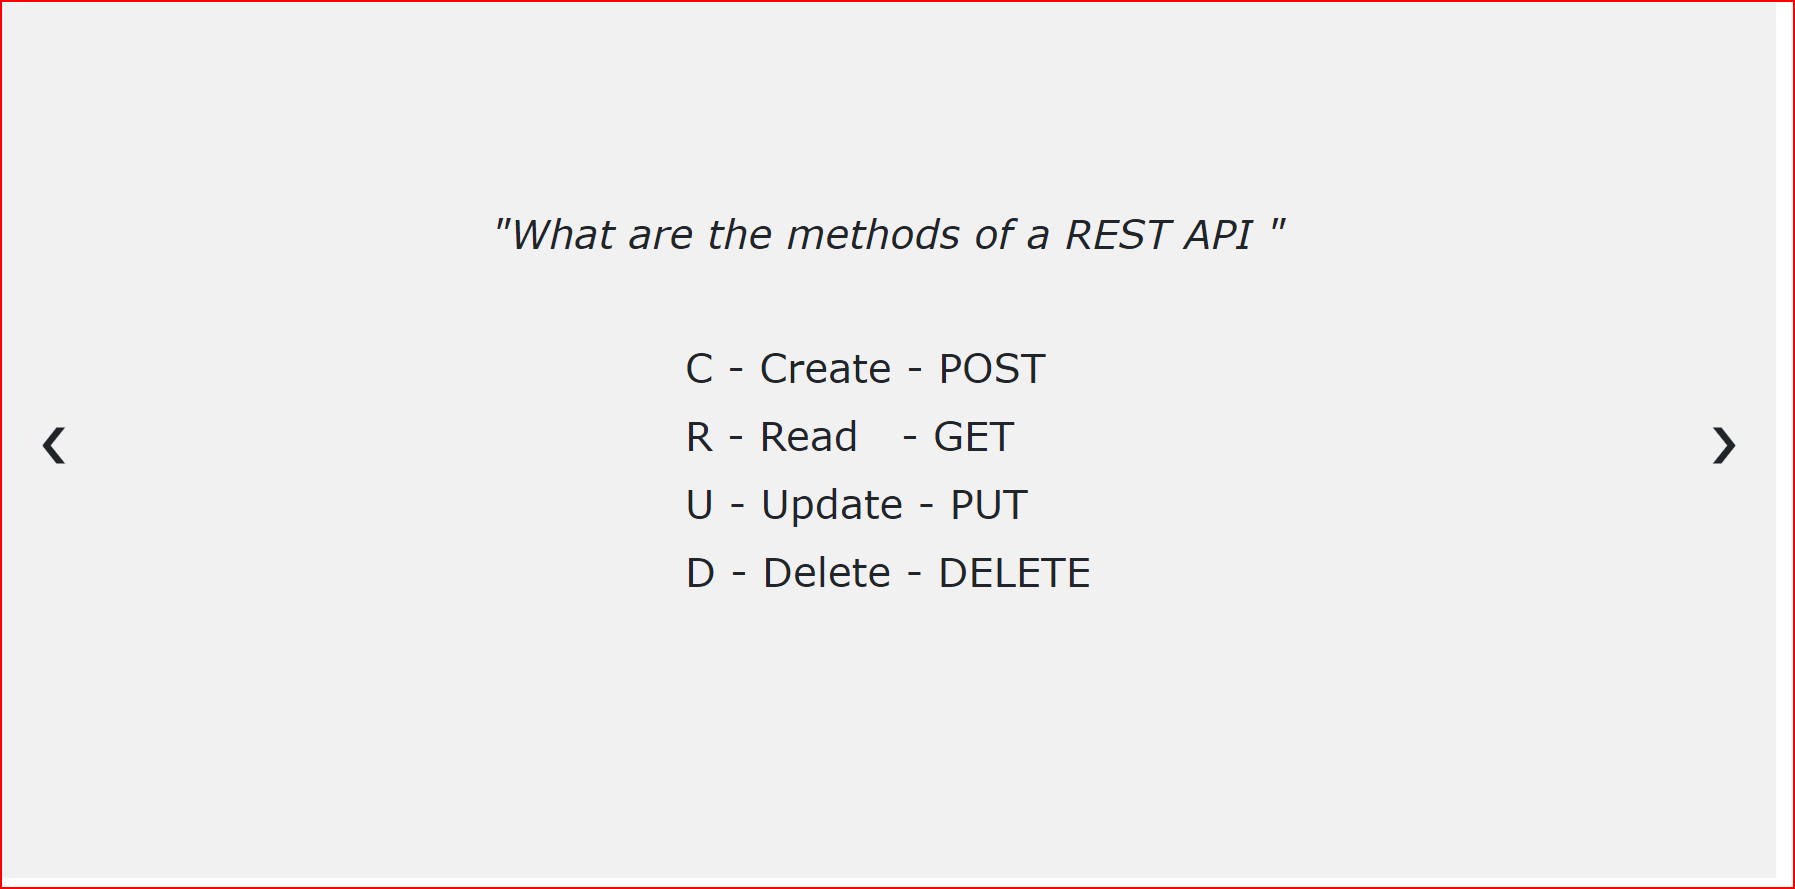 "What are the methods of a REST API "
C - Create - POST
R - Read   - GET
U - Update - PUT
D - Delete - DELETE